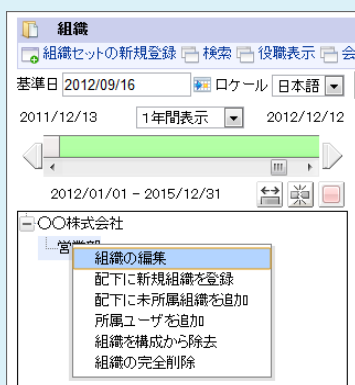 組織
組織セットの新規登録 検索 役職表示 会
基準日 2012/09/16 ロケール 日本語
2011/12/13 1年間表示 2012/12/12
2012/01/01 - 2015/12/31
〇〇株式会社
営業部
組織の編集
配下に新規組織を登録
配下に未所属組織を追加
所属ユーザを追加
組織を構成から除去
組織の完全削除